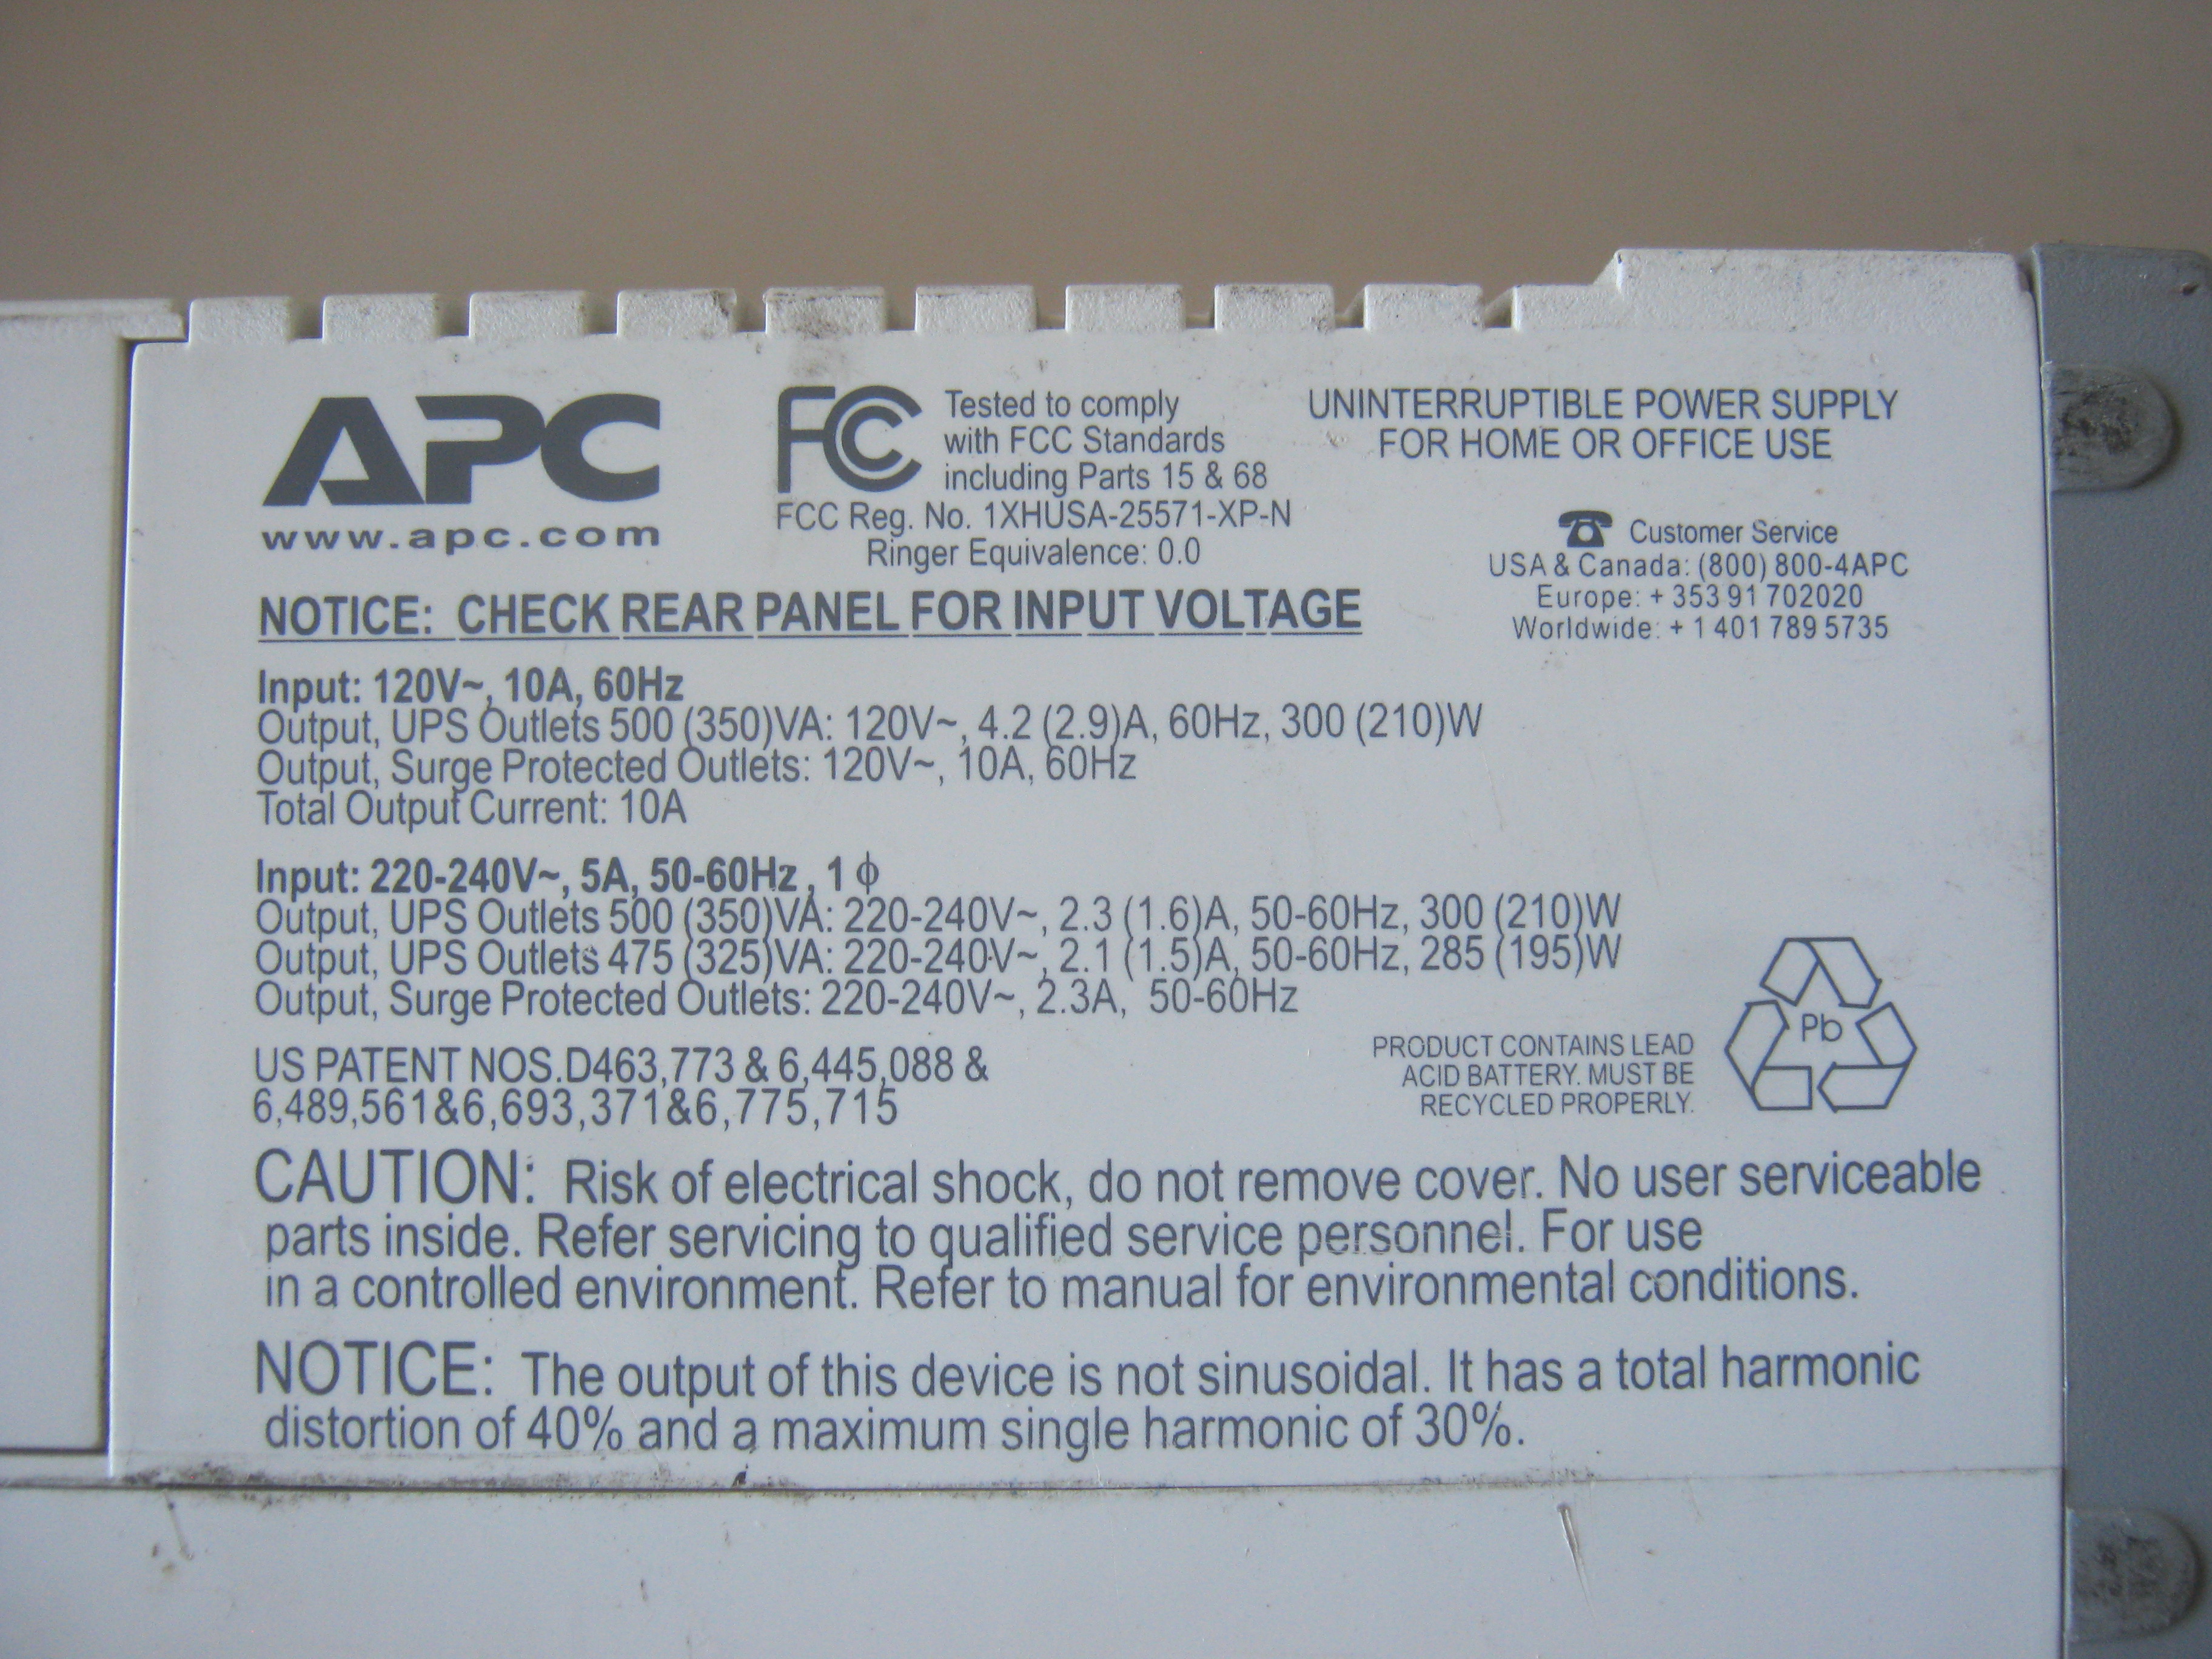 APC
www.apc.com
FC
Tested to comply
with FCC Standards
including Parts 15 & 68
FCC Reg. No. 1XHUSA-25571-XP-N
Ringer Equivalence: 0.0
UNINTERRUPTIBLE POWER SUPPLY
FOR HOME OR OFFICE USE
Customer Service
USA & Canada: (800) 800-4APC
Europe: + 353 91 702020
Worldwide: + 1 401 789 5735
NOTICE: CHECK REAR PANEL FOR INPUT VOLTAGE
Input: 120V~, 10A, 60Hz
Output, UPS Outlets 500 (350)VA: 120V~, 4.2 (2.9)A, 60Hz, 300 (210)W
Output, Surge Protected Outlets: 120V~, 10A, 60Hz
Total Output Current: 10A
Input: 220-240V~, 5A, 50-60Hz , 1 ϕ
Output, UPS Outlets 500 (350)VA: 220-240V~, 2.3 (1.6)A, 50-60Hz, 300 (210)W
Output, UPS Outlets 475 (325)VA: 220-240V~, 2.1 (1.5)A, 50-60Hz, 285 (195)W
Output, Surge Protected Outlets: 220-240V~, 2.3A, 50-60Hz
US PATENT NOS.D463,773 & 6,445,088 &
6,489,561&6,693,371&6,775,715
PRODUCT CONTAINS LEAD
ACID BATTERY. MUST BE
RECYCLED PROPERLY.
Pb
CAUTION: Risk of electrical shock, do not remove cover. No user serviceable
parts inside. Refer servicing to qualified service personnel. For use
in a controlled environment. Refer to manual for environmental conditions.
NOTICE: The output of this device is not sinusoidal. It has a total harmonic
distortion of 40% and a maximum single harmonic of 30%.